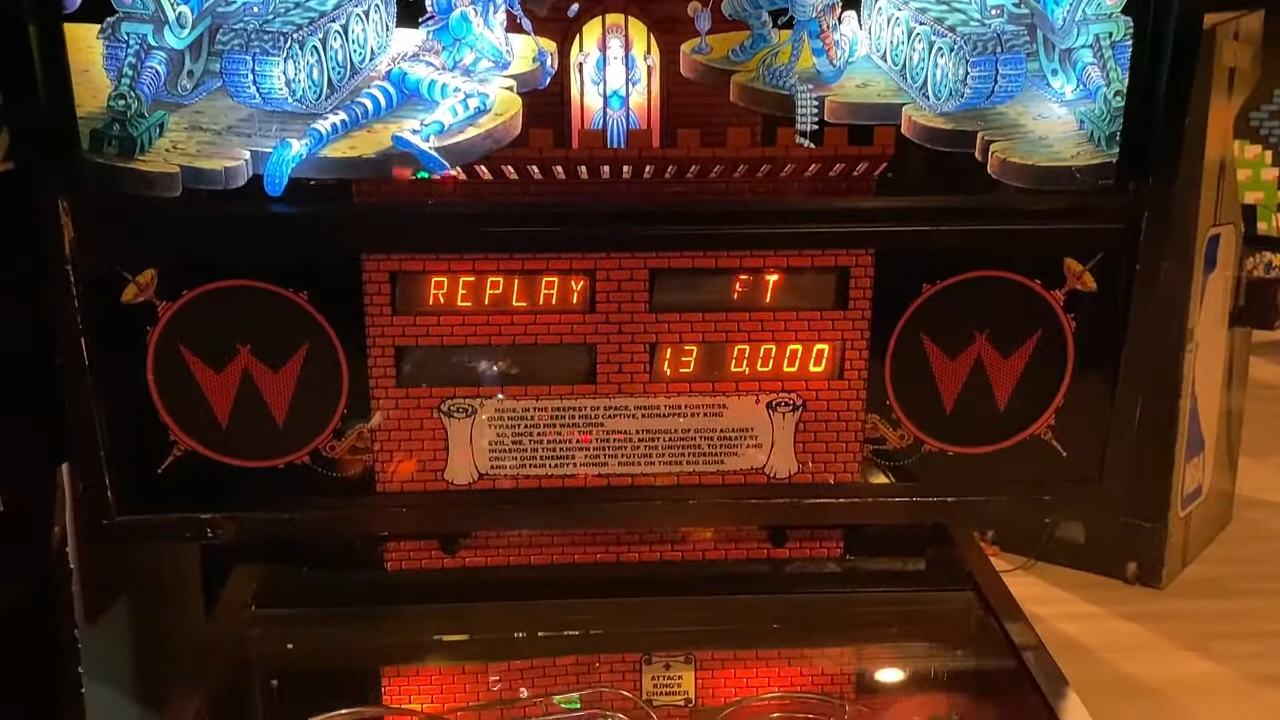 REPLAY
1,3 0,000
HERE, IN THE DEEPEST OF SPACE, INSIDE THIS FORTRESS,
OUR NOBLE QUEEN IS HELD CAPTIVE, KIDNAPPED BY KING
TYRANT AND HIS WARLORDS.
SO, ONCE AGAIN, IN THE ETERNAL STRUGGLE OF GOOD AGAINST
EVIL, WE, THE BRAVE AND THE FREE, MUST LAUNCH THE GREATEST
INVASION IN THE KNOWN HISTORY OF THE UNIVERSE, TO FIGHT AND
CRUSH OUR ENEMIES – FOR THE FUTURE OF OUR FEDERATION, –
AND OUR FAIR LADY'S HONOR – RIDES ON THESE BIG GUNS.
ATTACK
KING'S
CHAMBER